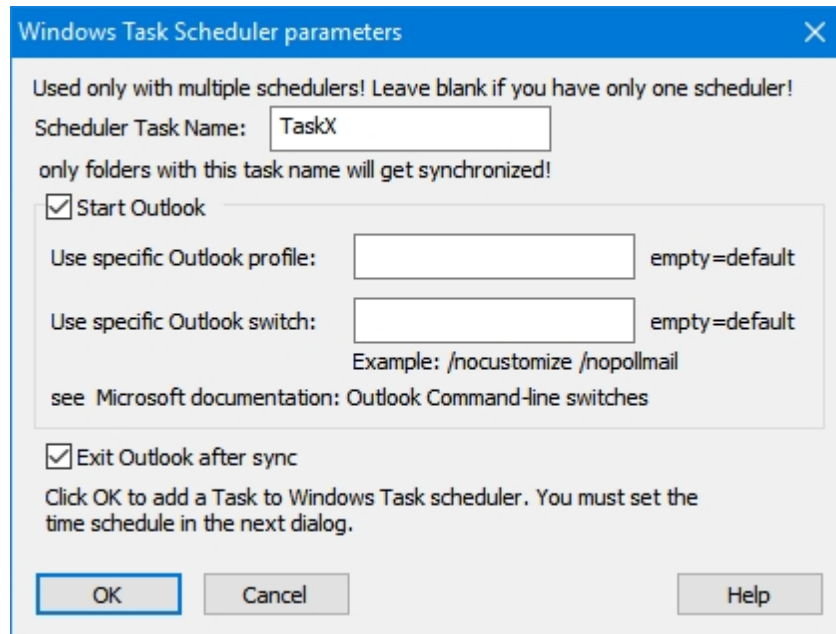 Windows Task Scheduler parameters
Used only with multiple schedulers! Leave blank if you have only one scheduler!
Scheduler Task Name: TaskX
only folders with this task name will get synchronized!
Start Outlook
Use specific Outlook profile: empty=default
Use specific Outlook switch: empty=default
Example: /nocustomize /nopollmail
see Microsoft documentation: Outlook Command-line switches
Exit Outlook after sync
Click OK to add a Task to Windows Task scheduler. You must set the
time schedule in the next dialog.
OK Cancel Help